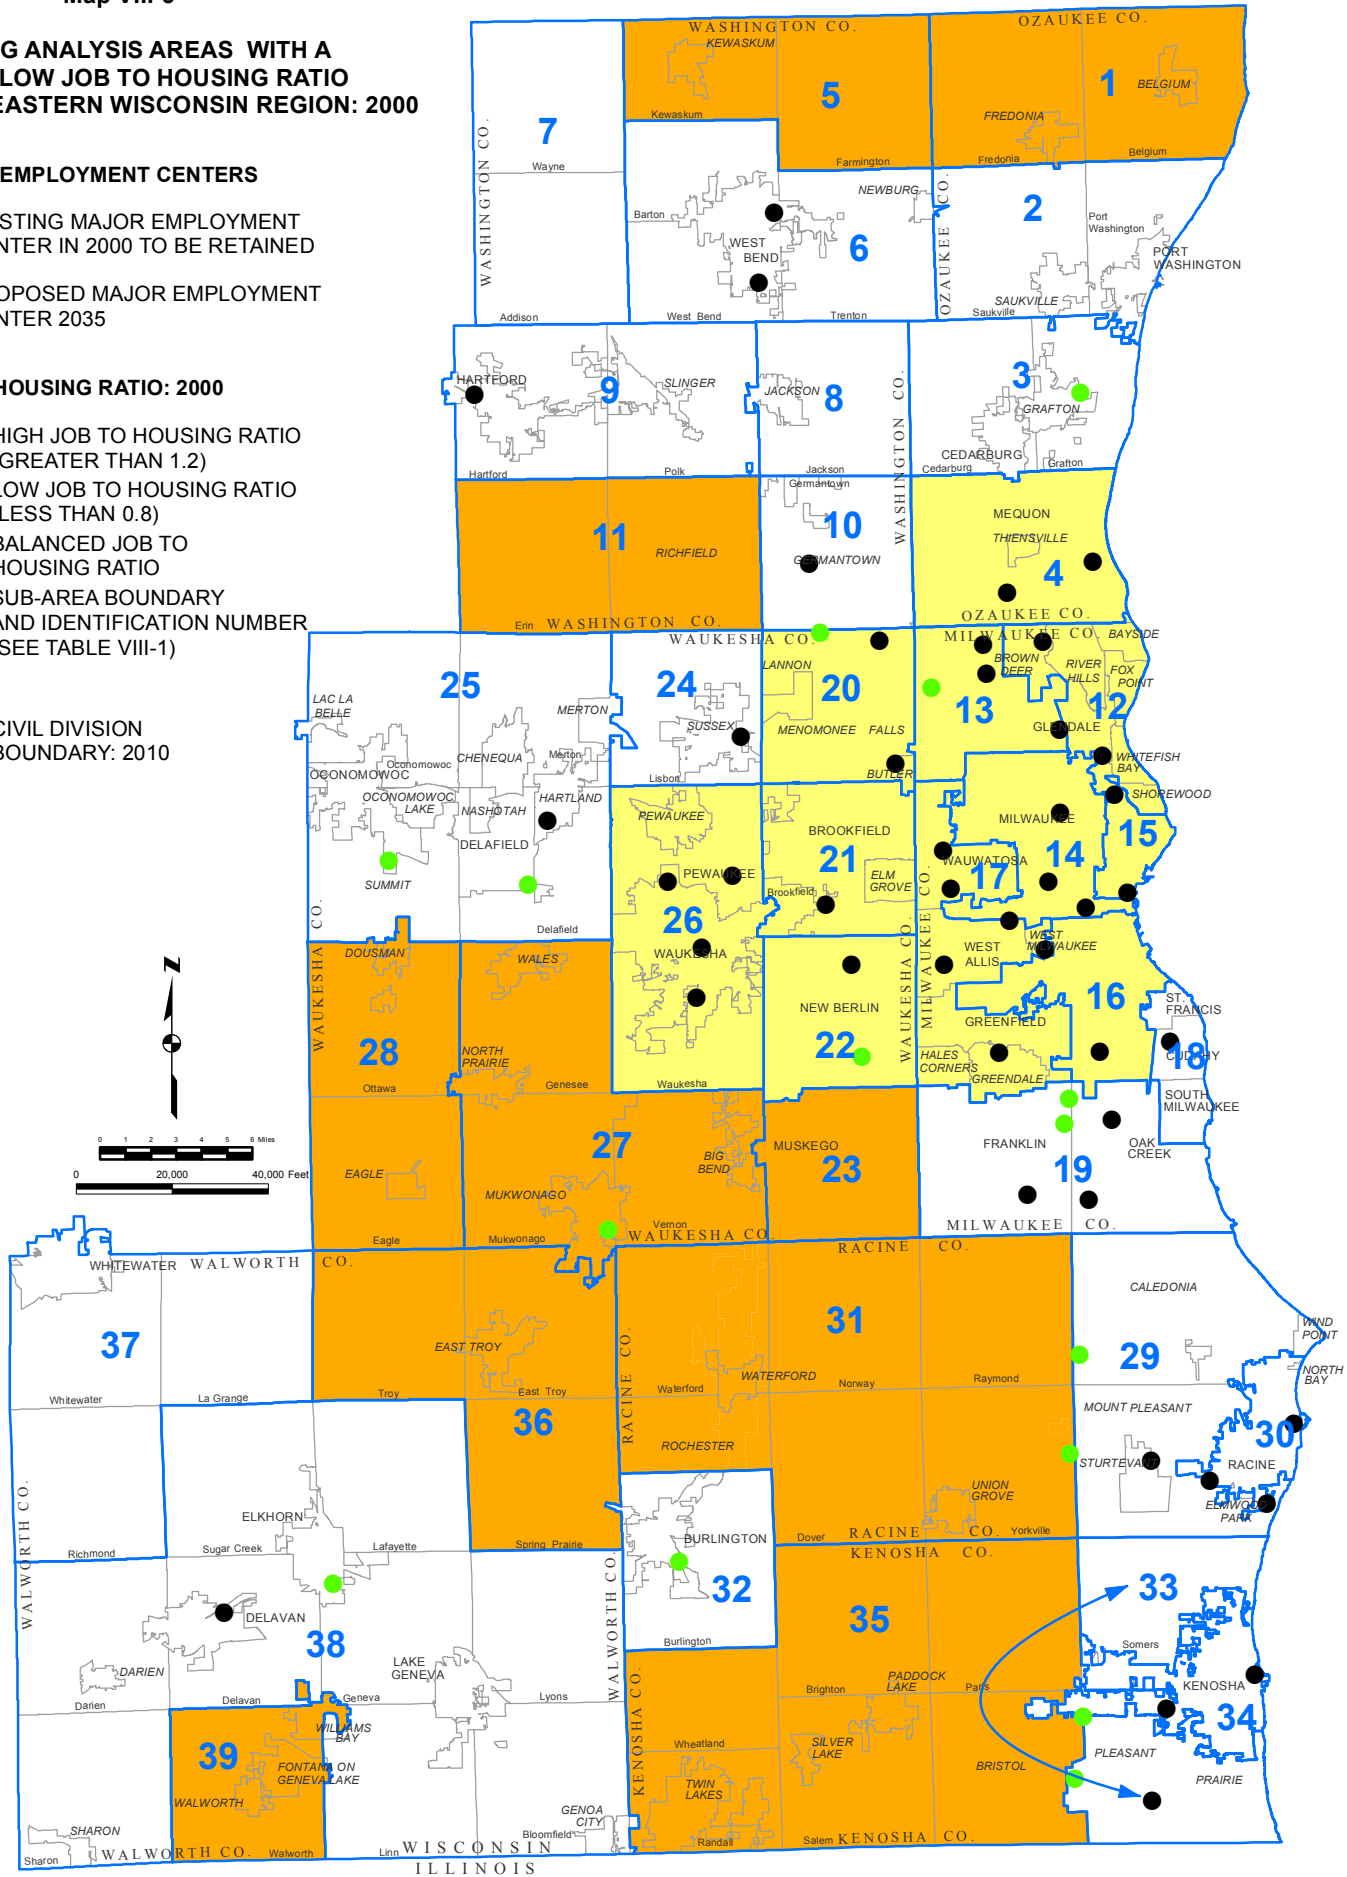 G ANALYSIS AREAS WITH A
LOW JOB TO HOUSING RATIO
EASTERN WISCONSIN REGION: 2000
EMPLOYMENT CENTERS
STING MAJOR EMPLOYMENT
NTER IN 2000 TO BE RETAINED
OPOSED MAJOR EMPLOYMENT
NTER 2035
HOUSING RATIO: 2000
HIGH JOB TO HOUSING RATIO
GREATER THAN 1.2)
LOW JOB TO HOUSING RATIO
LESS THAN 0.8)
BALANCED JOB TO
HOUSING RATIO
SUB-AREA BOUNDARY
AND IDENTIFICATION NUMBER
(SEE TABLE VIII-1)
CIVIL DIVISION
BOUNDARY: 2010
WASHINGTON CO.
OZAUKEE CO.
KEWASKUM
5
1
BELGIUM
FREDONIA
Kewaskum
Farmington
Fredonia
Belgium
7
Wayne
WASHINGTON CO.
Addison
Barton
WEST
BEND
NEWBURG
6
West Bend
Trenton
OZAUKEE CO.
2
Port
Washington
PORT
WASHINGTON
SAUKVILLE
Saukville
HARTFORD
9
SLINGER
Hartford
Polk
JACKSON
8
Jackson
WASHINGTON CO.
3
GRAFTON
CEDARBURG
Cedarburg
Grafton
11
RICHFIELD
Erin
WASHINGTON CO.
Germantown
10
GERMANTOWN
MEQUON
THIENSVILLE
4
OZAUKEE CO.
WAUKESHA CO.
MILWAUKEE CO.
BAYSIDE
25
LAC LA
BELLE
MERTON
Oconomowoc
CHENEQUA
Merton
OCONOMOWOC
OCONOMOWOC
LAKE
NASHOTAH
HARTLAND
DELAFIELD
SUMMIT
Delafield
24
SUSSEX
Lisbon
LANNON
20
MENOMONEE FALLS
BUTLER
BROWN
DEER
13
RIVER
HILLS
FOX
POINT
12
GLENDALE
WHITEFISH
BAY
SHOREWOOD
MILWAUKEE
15
14
WAUWATOSA
17
PEWAUKEE
PEWAUKEE
26
WAUKESHA
Waukesha
BROOKFIELD
21
Brookfield
ELM
GROVE
WAUKESHA CO.
MILWAUKEE CO.
WEST
ALLIS
WEST
MILWAUKEE
16
ST.
FRANCIS
18
CUDAHY
GREENFIELD
HALES
CORNERS
GREENDALE
SOUTH
MILWAUKEE
NEW BERLIN
22
WAUKESHA CO.
DOUSMAN
WALES
28
NORTH
PRAIRIE
Ottawa
Genesee
27
EAGLE
MUKWONAGO
BIG
BEND
Eagle
Mukwonago
Vernon
WAUKESHA CO.
MUSKEGO
23
FRANKLIN
OAK
CREEK
19
MILWAUKEE CO.
RACINE CO.
Z
0 1 2 3 4 5 6 Miles
0 20,000 40,000 Feet
WHITEWATER
WALWORTH CO.
37
Whitewater
La Grange
EAST TROY
Troy
East Troy
36
Spring Prairie
RACINE CO.
31
WATERFORD
Waterford
Norway
Raymond
ROCHESTER
UNION
GROVE
Dover
RACINE CO.
Yorkville
KENOSHA CO.
CALEDONIA
29
WIND
POINT
NORTH
BAY
MOUNT PLEASANT
STURTEVANT
30
RACINE
ELMWOOD
PARK
WALWORTH CO.
Richmond
ELKHORN
Sugar Creek
Lafayette
DELAVAN
38
DARIEN
Darien
Delavan
Geneva
LAKE
GENEVA
Lyons
WALWORTH CO.
BURLINGTON
32
Burlington
35
Brighton
PADDOCK
LAKE
Paris
33
Somers
KENOSHA
34
PLEASANT
PRAIRIE
BRISTOL
KENOSHA CO.
Wheatland
SILVER
LAKE
TWIN
LAKES
Randall
Salem
KENOSHA CO.
39
WILLIAMS
BAY
FONTANA ON
GENEVA LAKE
WALWORTH
SHARON
Sharon
WALWORTH CO.
Walworth
Linn
GENOA
CITY
Bloomfield
WISCONSIN
ILLINOIS